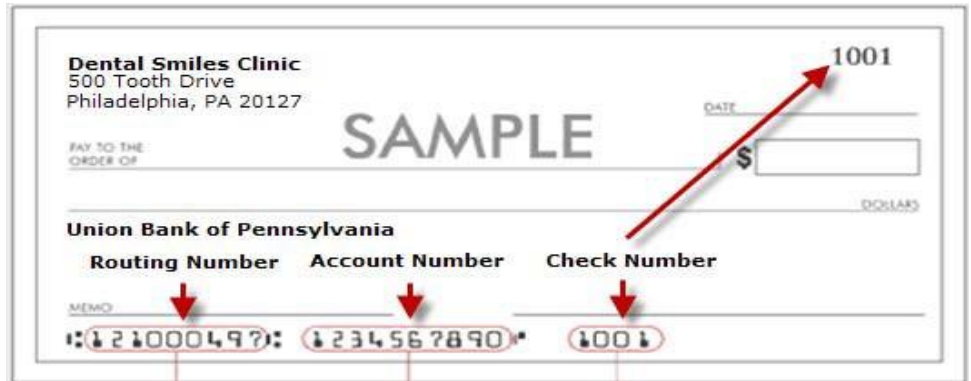 Dental Smiles Clinic
1001
500 Tooth Drive
Philadelphia, PA 20127
DATE
SAMPLE
PAY TO THE
ORDER OF
$
DOLLARS
Union Bank of Pennsylvania
Routing Number Account Number Check Number
MEMO
⑆121000497⑆ 1234567890⑈ 1001